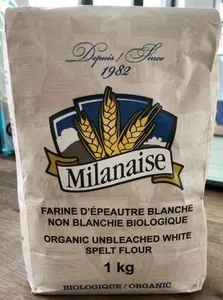 Depuis / Since
1982
Milanaise
FARINE D'ÉPEAUTRE BLANCHE
NON BLANCHIE BIOLOGIQUE
ORGANIC UNBLEACHED WHITE
SPELT FLOUR
1 kg
BIOLOGIQUE/ORGANIC